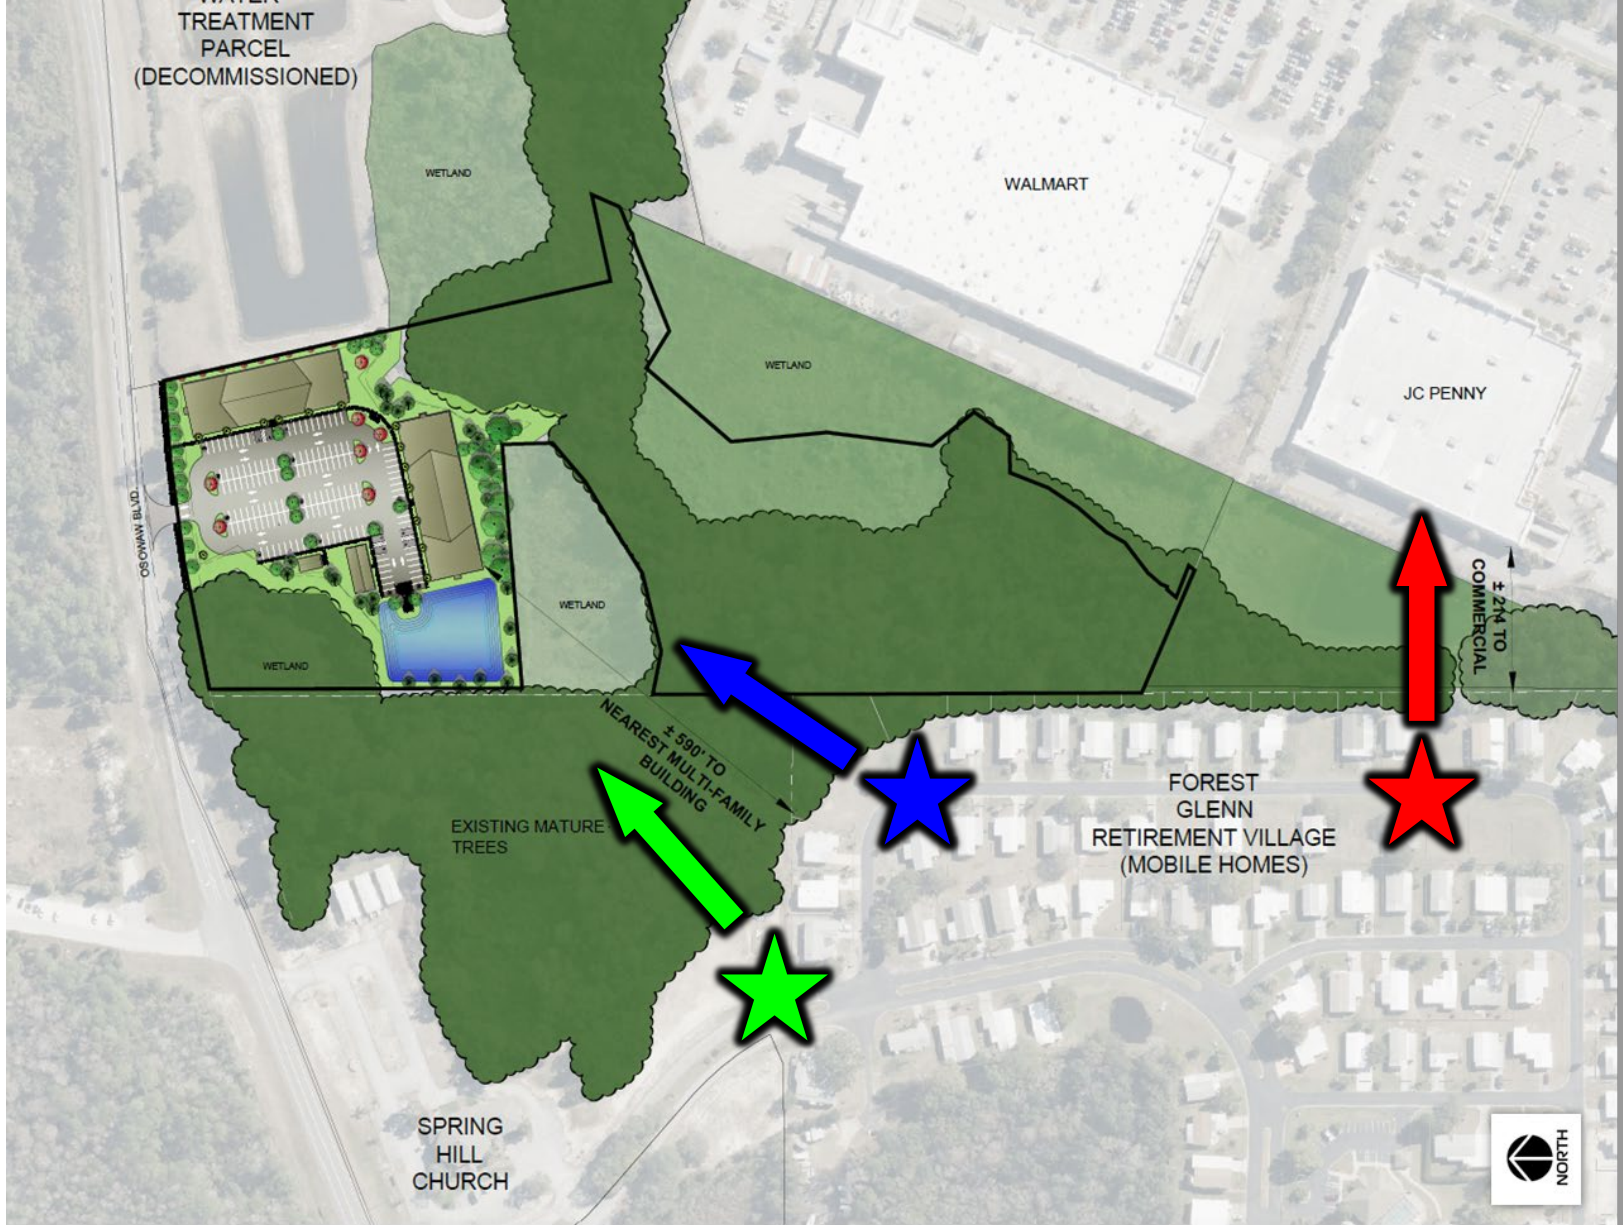 WATER
TREATMENT
PARCEL
(DECOMMISSIONED)
WETLAND
WALMART
WETLAND
JC PENNY
OSOWAW BLVD.
WETLAND
WETLAND
± 214 TO
COMMERCIAL
± 590' TO
NEAREST MULTI-FAMILY
BUILDING
EXISTING MATURE
TREES
FOREST
GLENN
RETIREMENT VILLAGE
(MOBILE HOMES)
SPRING
HILL
CHURCH
NORTH